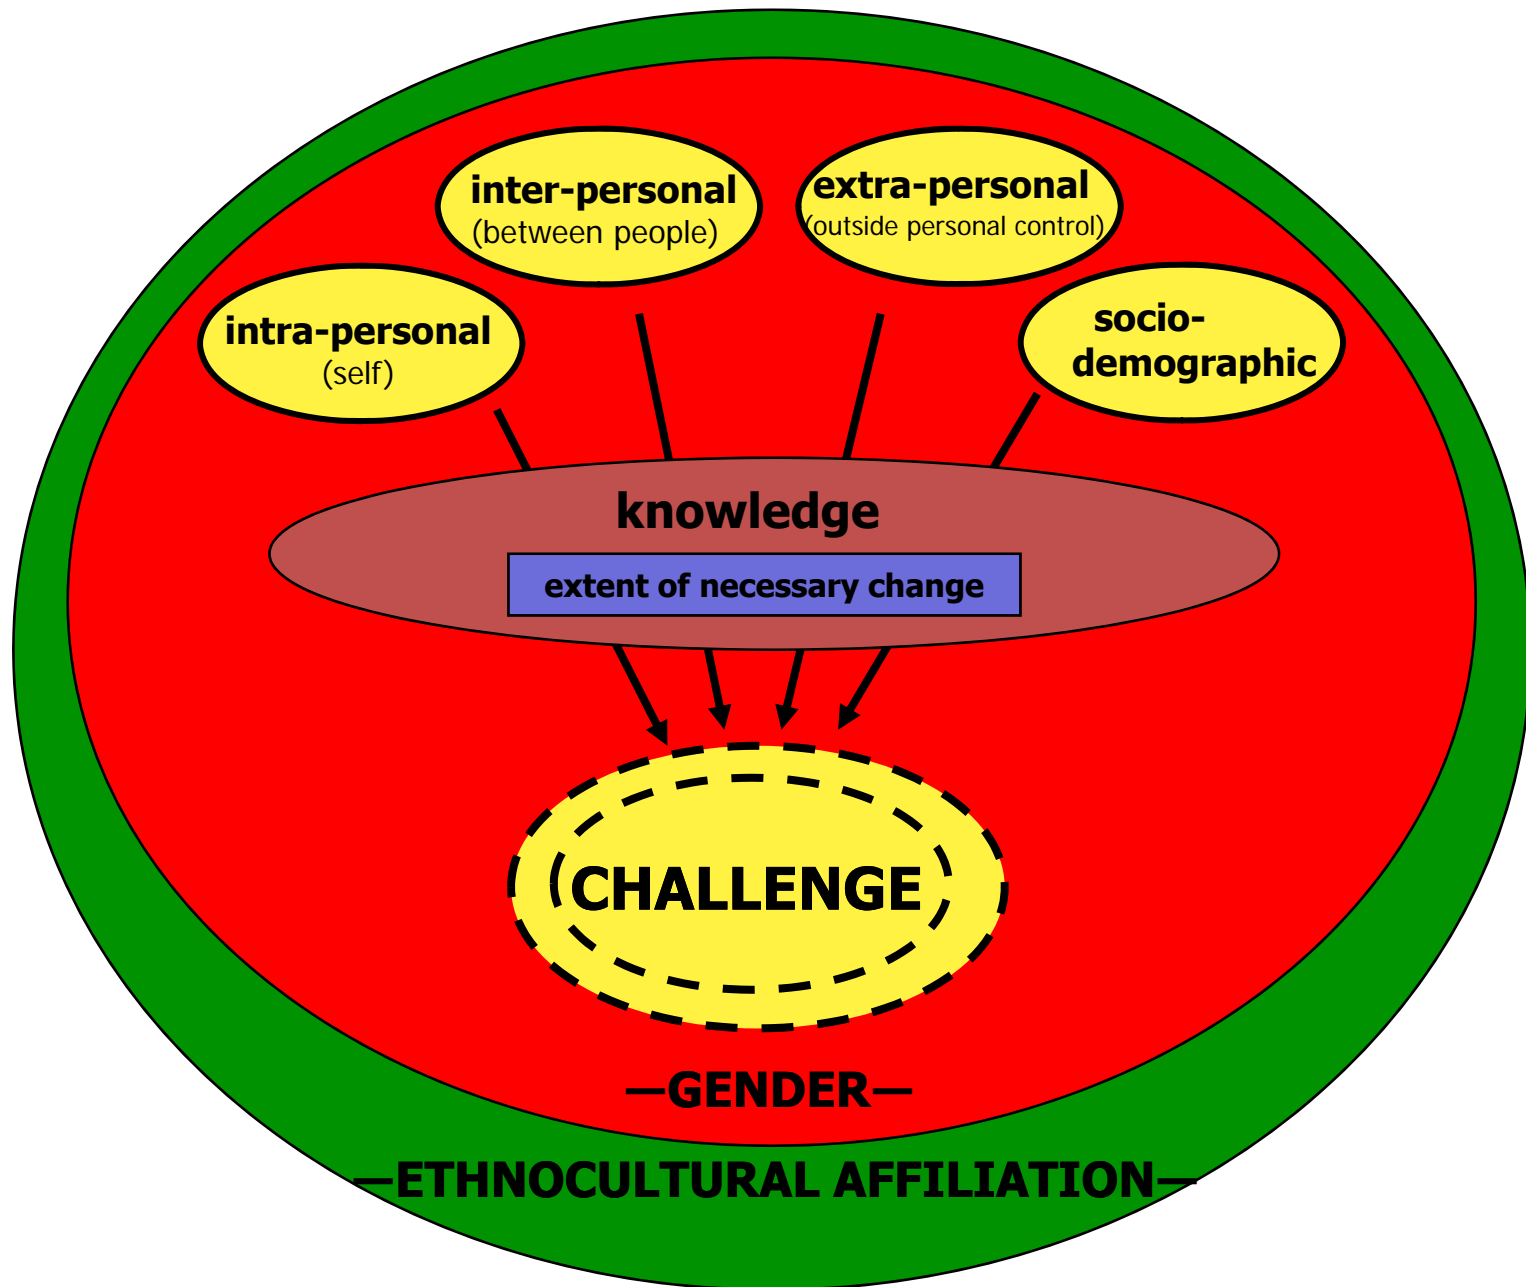 inter-personal
(between people)
extra-personal
(outside personal control)
intra-personal
(self)
socio-
demographic
knowledge
extent of necessary change
CHALLENGE
—GENDER—
—ETHNOCULTURAL AFFILIATION—